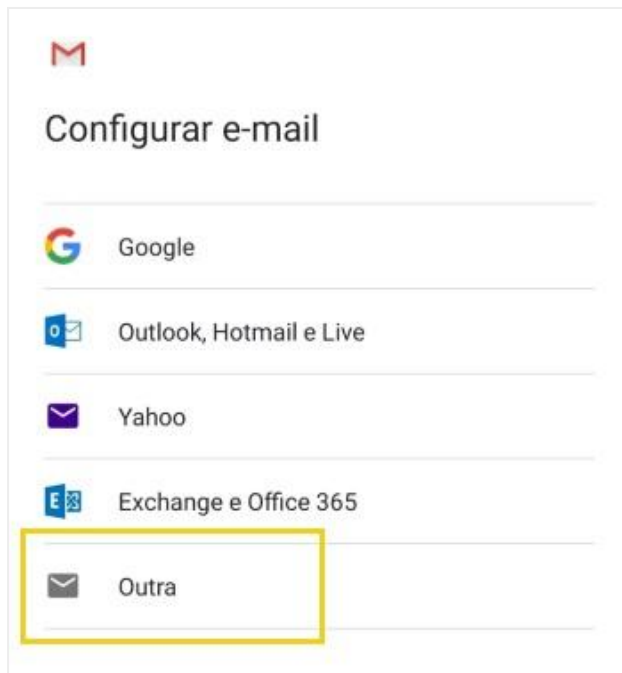 Configurar e-mail
Google
Outlook, Hotmail e Live
Yahoo
Exchange e Office 365
Outra